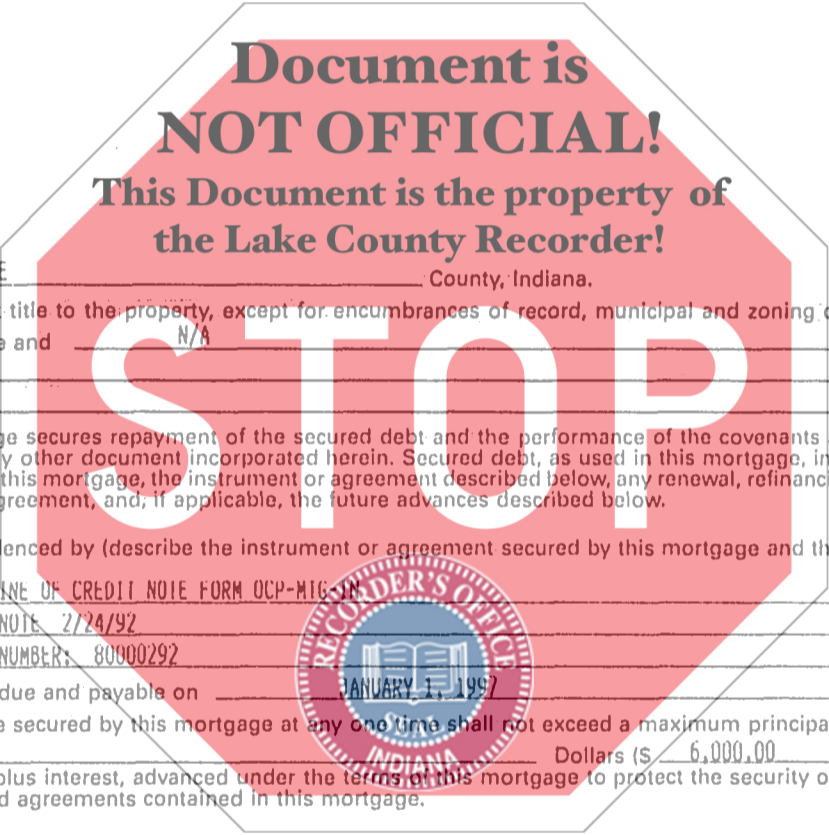 Document is
NOT OFFICIAL!
This Document is the property of
the Lake County Recorder!
E County, Indiana.
title to the property, except for encumbrances of record, municipal and zoning
e and N/A
STOP
ge secures repayment of the secured debt and the performance of the covenants
y other document incorporated herein. Secured debt, as used in this mortgage, in
this mortgage, the instrument or agreement described below, any renewal, refinanci
greement, and, if applicable, the future advances described below.
denced by (describe the instrument or agreement secured by this mortgage and th
INE OF CREDIT NOTE FORM OCP-MTG-IN
NOTE 2/24/92
NUMBER: 80000292
RECORDER'S OFFICE
due and payable on JANUARY 1, 1997
e secured by this mortgage at any one time shall not exceed a maximum principa
INDIANA
Dollars ($ 6,000.00
plus interest, advanced under the terms of this mortgage to protect the security o
d agreements contained in this mortgage.